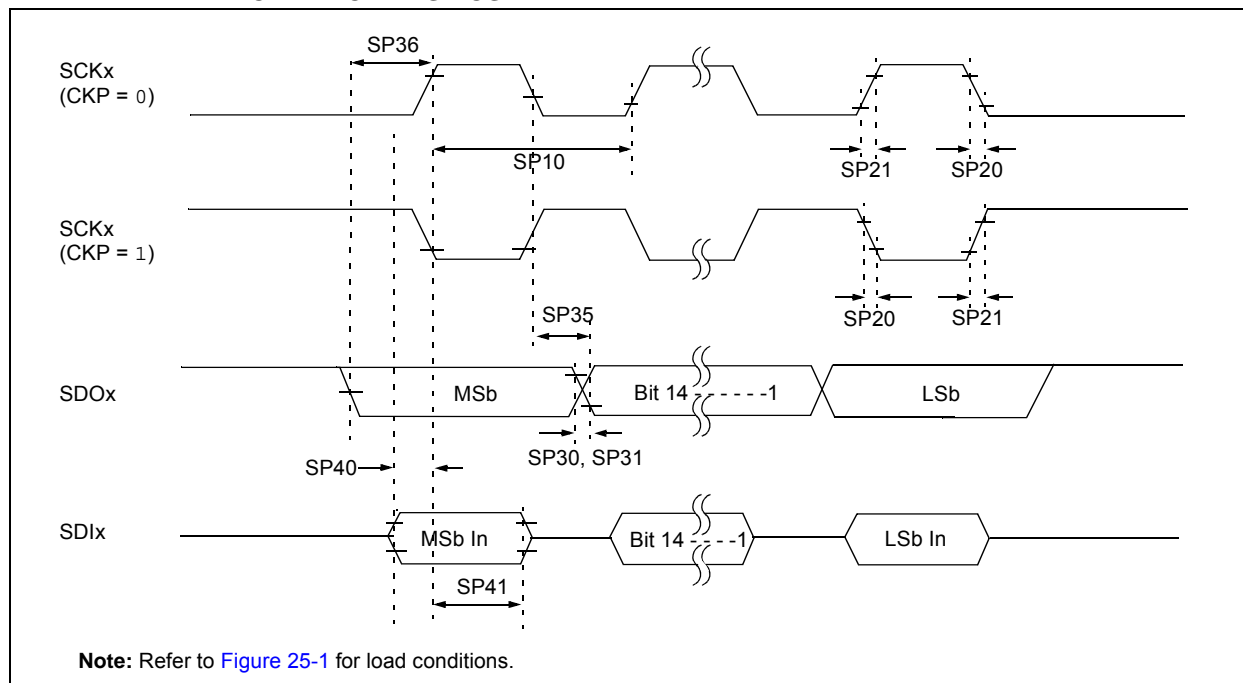 SP36
SCKx
(CKP = 0)
SP10
SP21
SP20
SCKx
(CKP = 1)
SP35
SP20
SP21
SDOx
MSb
Bit 14 - - - - - -1
LSb
SP30, SP31
SP40
SDIx
MSb In
Bit 14 - - - - -1
LSb In
SP41
Note: Refer to Figure 25-1 for load conditions.